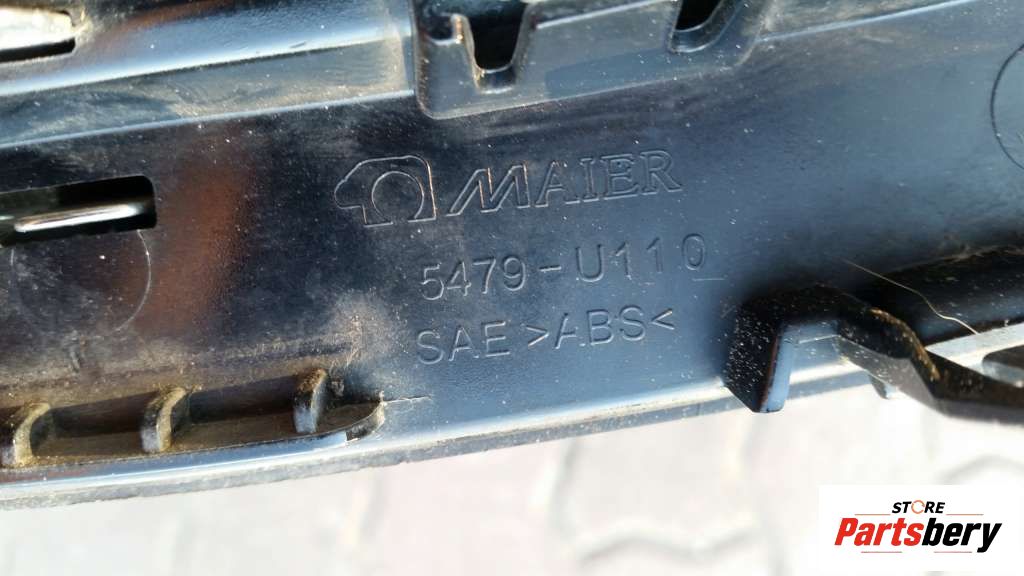 MAIER
5479-U110
SAE >ABS<
STORE
Partsbery